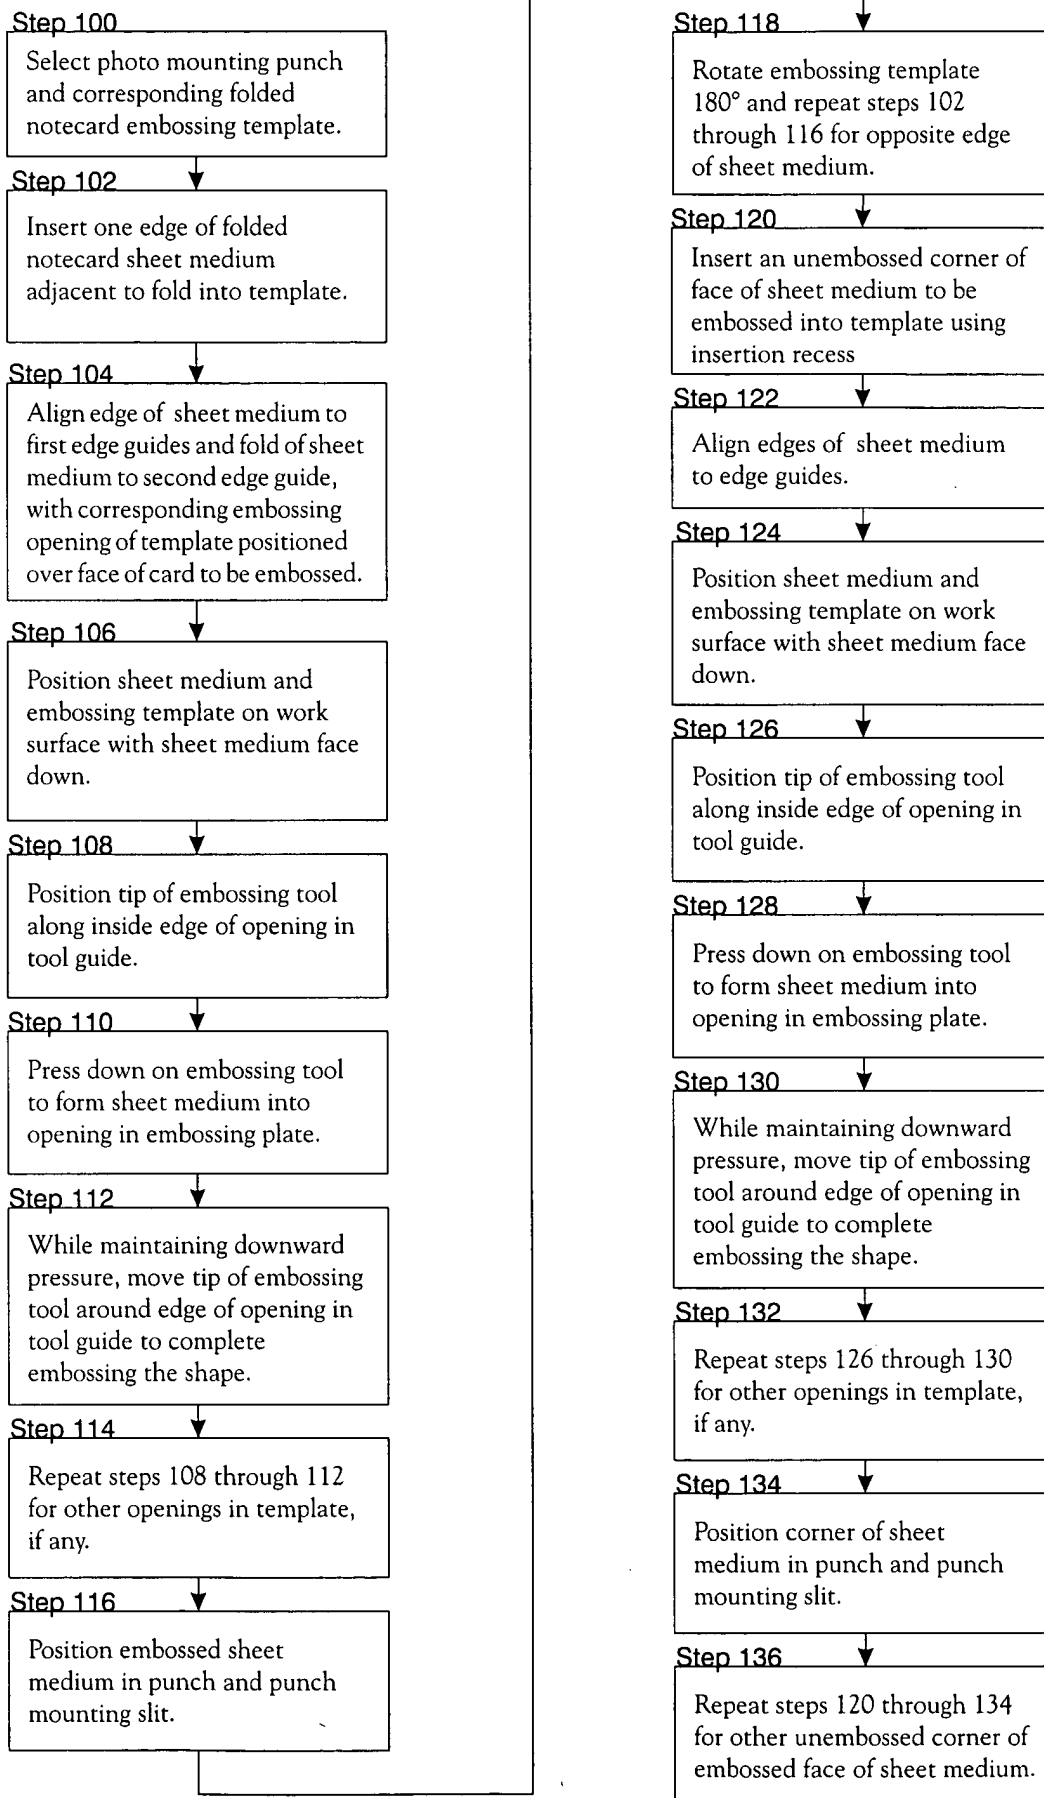 Step 100
Select photo mounting punch
and corresponding folded
notecard embossing template.
Step 102
Insert one edge of folded
notecard sheet medium
adjacent to fold into template.
Step 104
Align edge of sheet medium to
first edge guides and fold of sheet
medium to second edge guide,
with corresponding embossing
opening of template positioned
over face of card to be embossed.
Step 106
Position sheet medium and
embossing template on work
surface with sheet medium face
down.
Step 108
Position tip of embossing tool
along inside edge of opening in
tool guide.
Step 110
Press down on embossing tool
to form sheet medium into
opening in embossing plate.
Step 112
While maintaining downward
pressure, move tip of embossing
tool around edge of opening in
tool guide to complete
embossing the shape.
Step 114
Repeat steps 108 through 112
for other openings in template,
if any.
Step 116
Position embossed sheet
medium in punch and punch
mounting slit.
Step 118
Rotate embossing template
180° and repeat steps 102
through 116 for opposite edge
of sheet medium.
Step 120
Insert an unembossed corner of
face of sheet medium to be
embossed into template using
insertion recess
Step 122
Align edges of sheet medium
to edge guides.
Step 124
Position sheet medium and
embossing template on work
surface with sheet medium face
down.
Step 126
Position tip of embossing tool
along inside edge of opening in
tool guide.
Step 128
Press down on embossing tool
to form sheet medium into
opening in embossing plate.
Step 130
While maintaining downward
pressure, move tip of embossing
tool around edge of opening in
tool guide to complete
embossing the shape.
Step 132
Repeat steps 126 through 130
for other openings in template,
if any.
Step 134
Position corner of sheet
medium in punch and punch
mounting slit.
Step 136
Repeat steps 120 through 134
for other unembossed corner of
embossed face of sheet medium.